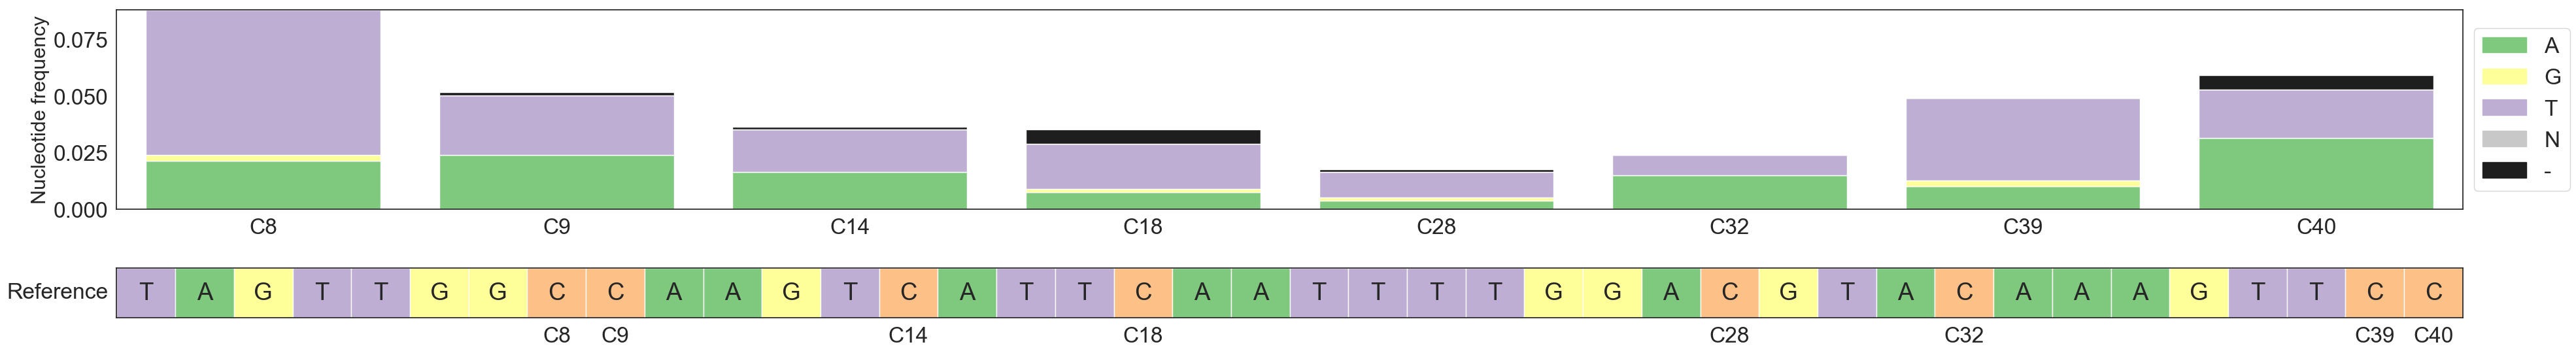 Nucleotide frequency
0.075
0.050
0.025
0.000
C8 C9 C14 C18 C28 C32 C39 C40
A
G
T
N
-
Reference T A G T T G G C C A A G T C A T T C A A T T T T G G A C G T A C A A A G T T C C
C8 C9 C14 C18 C28 C32 C39 C40